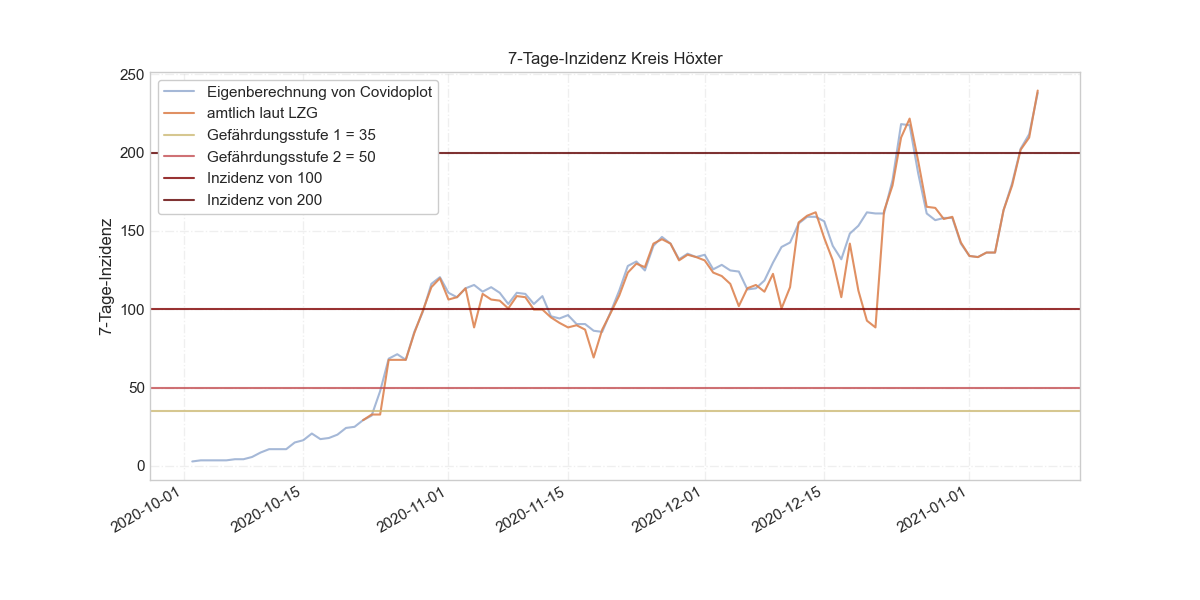 7-Tage-Inzidenz Kreis Höxter
250
200
150
100
50
0
7-Tage-Inzidenz
Eigenberechnung von Covidoplot
amtlich laut LZG
Gefährdungsstufe 1 = 35
Gefährdungsstufe 2 = 50
Inzidenz von 100
Inzidenz von 200
2020-10-01
2020-10-15
2020-11-01
2020-11-15
2020-12-01
2020-12-15
2021-01-01